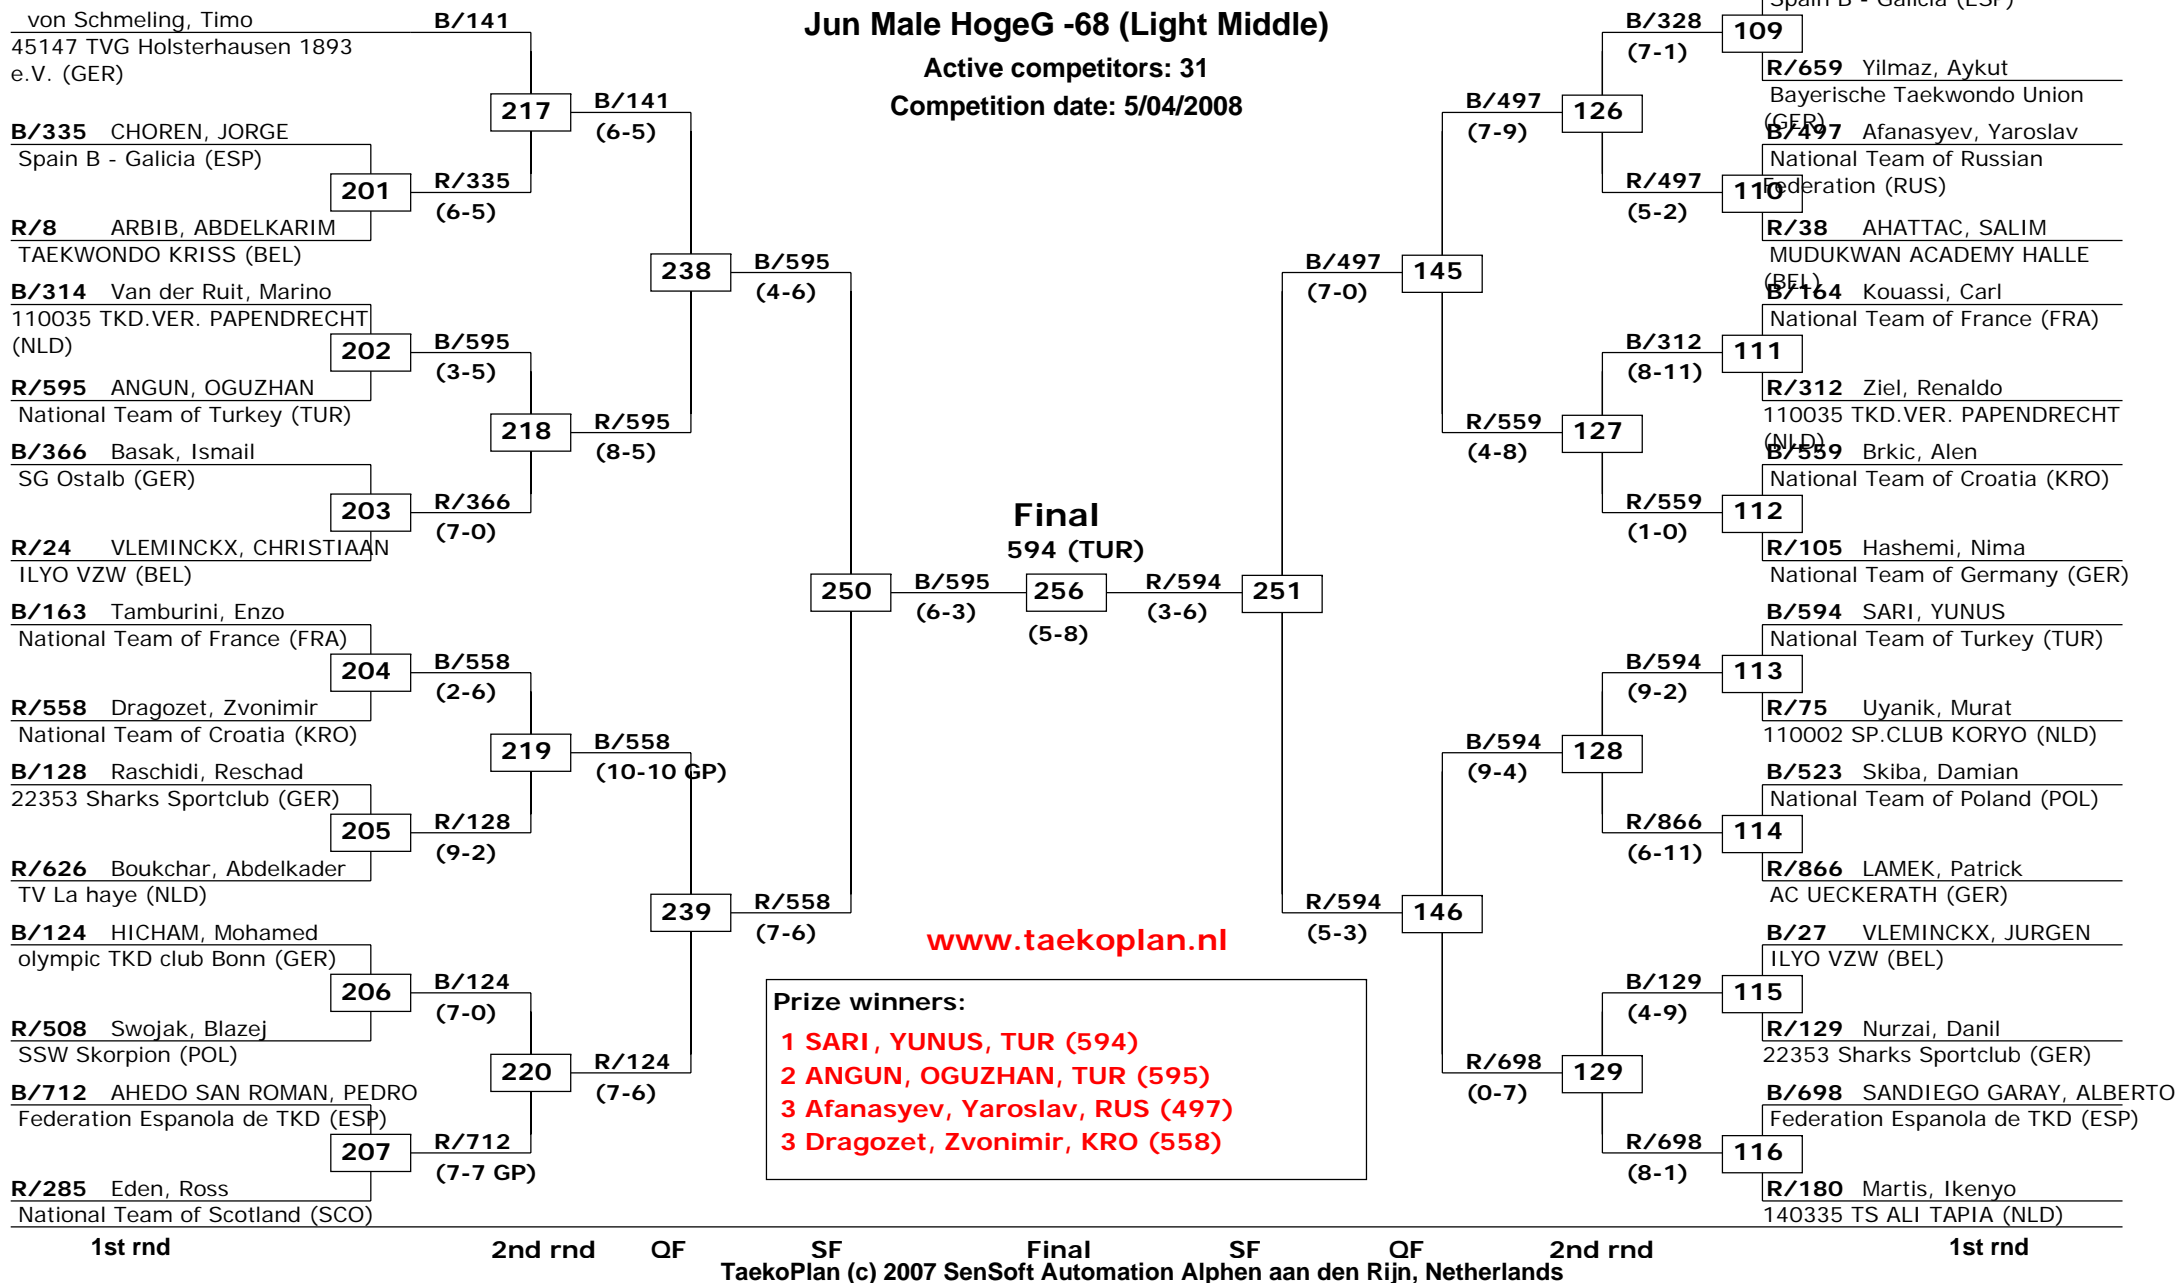 von Schmeling, Timo
45147 TVG Holsterhausen 1893
e.V. (GER)
B/335 CHOREN, JORGE
Spain B - Galicia (ESP)
201
R/8 ARBIB, ABDELKARIM
TAEKWONDO KRISS (BEL)
B/314 Van der Ruit, Marino
110035 TKD.VER. PAPENDRECHT
(NLD)
202
R/595 ANGUN, OGUZHAN
National Team of Turkey (TUR)
B/366 Basak, Ismail
SG Ostalb (GER)
203
R/24 VLEMINCKX, CHRISTIAAN
ILYO VZW (BEL)
B/163 Tamburini, Enzo
National Team of France (FRA)
204
R/558 Dragozet, Zvonimir
National Team of Croatia (KRO)
B/128 Raschidi, Reschad
22353 Sharks Sportclub (GER)
205
R/626 Boukchar, Abdelkader
TV La haye (NLD)
B/124 HICHAM, Mohamed
olympic TKD club Bonn (GER)
206
R/508 Swojak, Blazej
SSW Skorpion (POL)
B/712 AHEDO SAN ROMAN, PEDRO
Federation Espanola de TKD (ESP)
207
R/285 Eden, Ross
National Team of Scotland (SCO)
B/141
217
R/335
(6-5)
B/595
(3-5)
218
R/366
(7-0)
B/558
(2-6)
219
R/128
(9-2)
B/124
(7-0)
220
R/712
(7-7 GP)
B/141
(6-5)
238
R/595
(8-5)
B/558
(10-10 GP)
239
R/124
(7-6)
B/595
(4-6)
250
R/558
(7-6)
Jun Male HogeG -68 (Light Middle)
Active competitors: 31
Competition date: 5/04/2008
Final
594 (TUR)
B/595
(6-3)
256
(5-8)
R/594
(3-6)
www.taekoplan.nl
Prize winners:
1 SARI, YUNUS, TUR (594)
2 ANGUN, OGUZHAN, TUR (595)
3 Afanasyev, Yaroslav, RUS (497)
3 Dragozet, Zvonimir, KRO (558)
B/497
(7-0)
251
R/594
(5-3)
B/497
(7-9)
145
R/559
(4-8)
B/594
(9-4)
146
R/698
(0-7)
B/328
(7-1)
126
R/497
(5-2)
B/312
(8-11)
127
R/559
(1-0)
B/594
(9-2)
128
R/866
(6-11)
B/129
(4-9)
129
R/698
(8-1)
Spain B - Galicia (ESP)
109
R/659 Yilmaz, Aykut
Bayerische Taekwondo Union
(GER)
B/497 Afanasyev, Yaroslav
National Team of Russian
Federation (RUS)
110
R/38 AHATTAC, SALIM
MUDUKWAN ACADEMY HALLE
(BEL)
B/164 Kouassi, Carl
National Team of France (FRA)
111
R/312 Ziel, Renaldo
110035 TKD.VER. PAPENDRECHT
(NLD)
B/559 Brkic, Alen
National Team of Croatia (KRO)
112
R/105 Hashemi, Nima
National Team of Germany (GER)
B/594 SARI, YUNUS
National Team of Turkey (TUR)
113
R/75 Uyanik, Murat
110002 SP.CLUB KORYO (NLD)
B/523 Skiba, Damian
National Team of Poland (POL)
114
R/866 LAMEK, Patrick
AC UECKERATH (GER)
B/27 VLEMINCKX, JURGEN
ILYO VZW (BEL)
115
R/129 Nurzai, Danil
22353 Sharks Sportclub (GER)
B/698 SANDIEGO GARAY, ALBERTO
Federation Espanola de TKD (ESP)
116
R/180 Martis, Ikenyo
140335 TS ALI TAPIA (NLD)
1st rnd 2nd rnd QF SF Final SF QF 2nd rnd 1st rnd
TaekoPlan (c) 2007 SenSoft Automation Alphen aan den Rijn, Netherlands